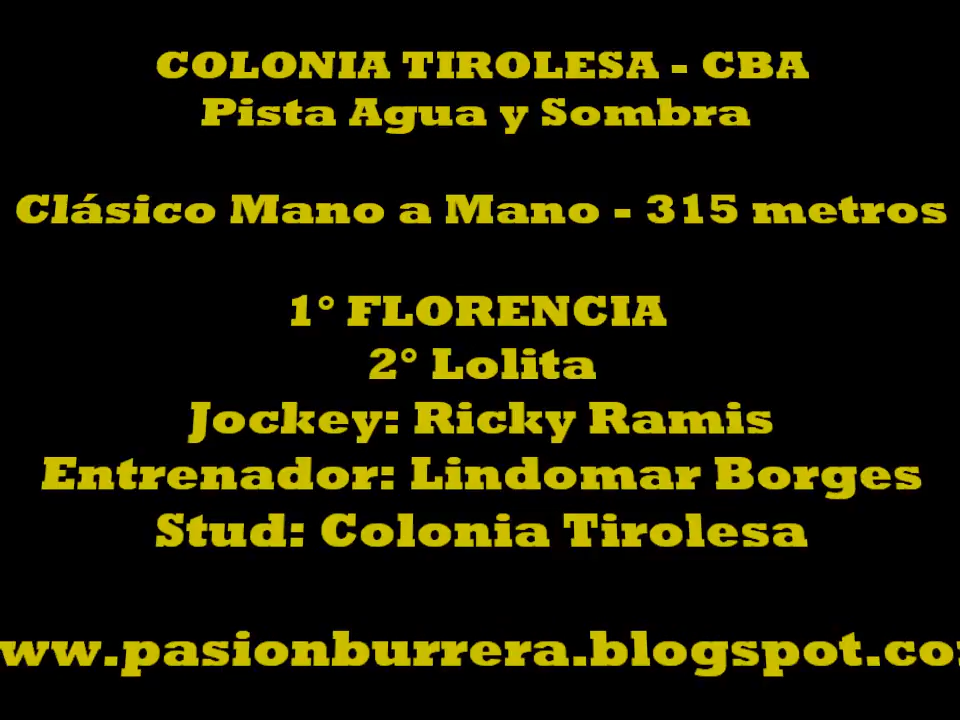 COLONIA TIROLESA - CBA
Pista Agua y Sombra
Clásico Mano a Mano - 315 metros
1° FLORENCIA
2° Lolita
Jockey: Ricky Ramis
Entrenador: Lindomar Borges
Stud: Colonia Tirolesa
ww.pasionburrera.blogspot.co